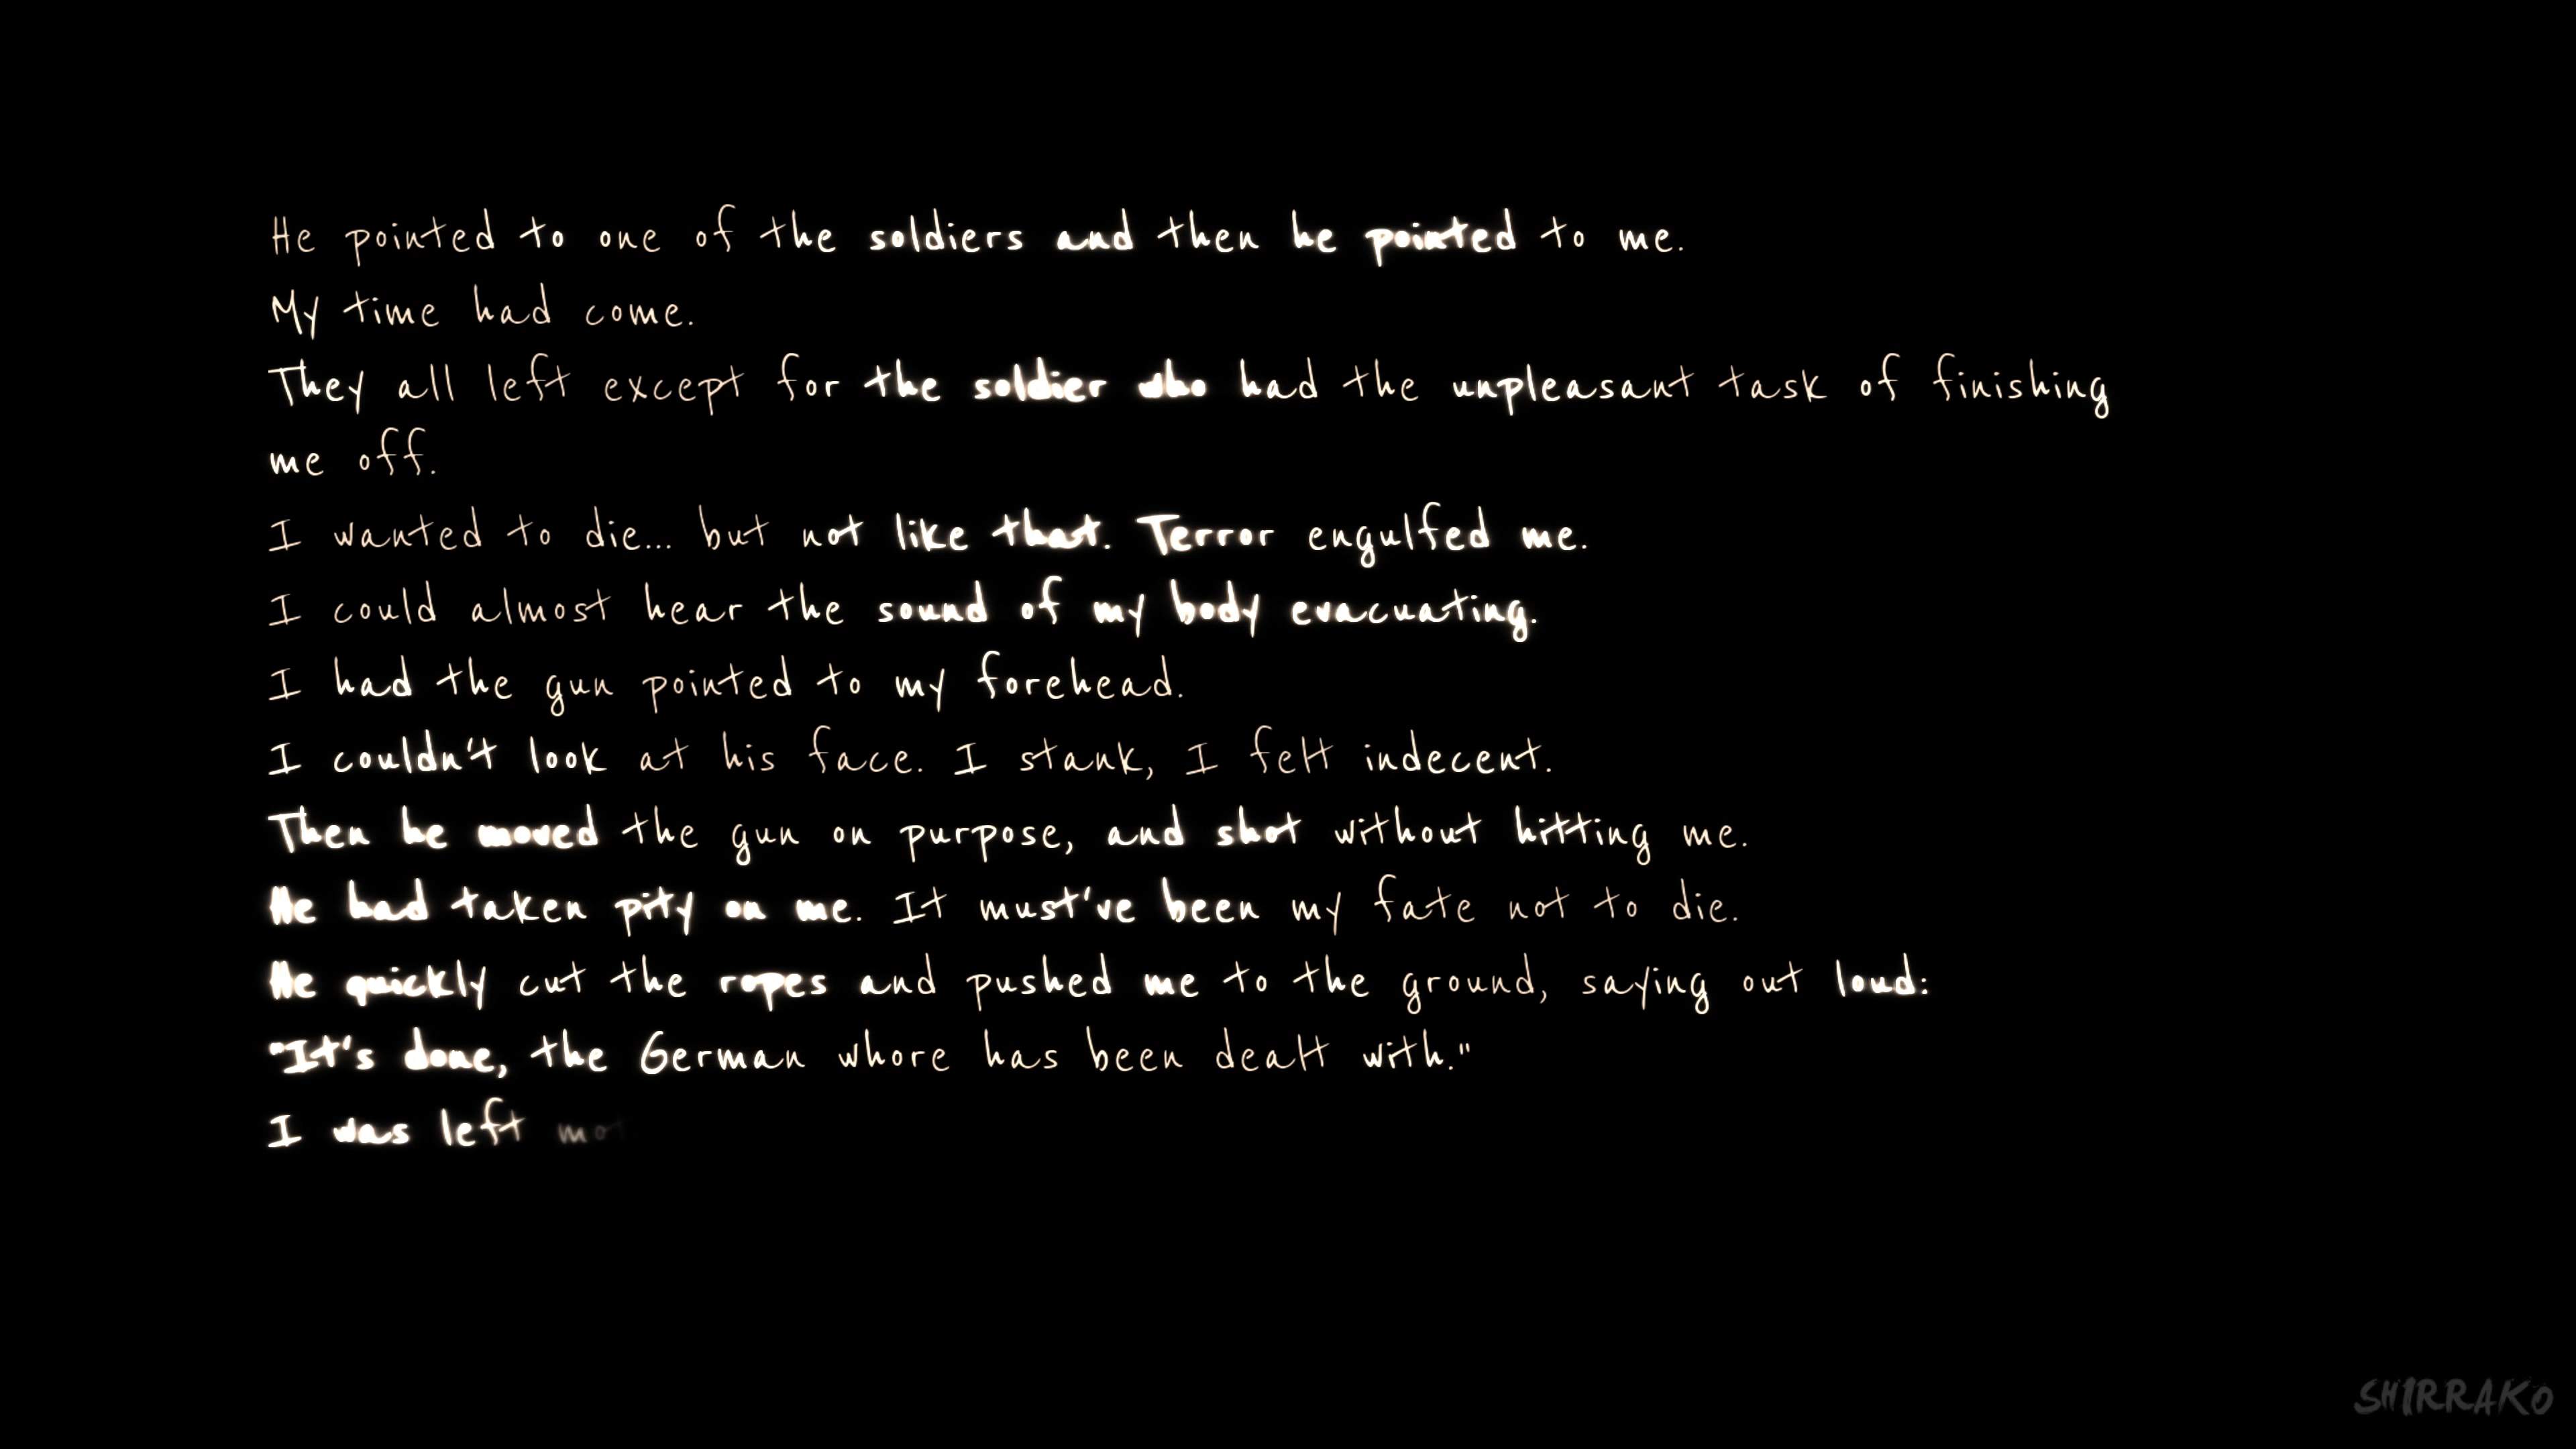 He pointed to one of the soldiers and then he pointed to me.
My time had come.
They all left except for the soldier who had the unpleasant task of finishing
me off.
I wanted to die... but not like that. Terror engulfed me.
I could almost hear the sound of my body evacuating.
I had the gun pointed to my forehead.
I couldn't look at his face. I stank, I felt indecent.
Then he moved the gun on purpose, and shot without hitting me.
He had taken pity on me. It must've been my fate not to die.
He quickly cut the ropes and pushed me to the ground, saying out loud:
"It's done, the German whore has been dealt with."
I was left
SHIRRAKO